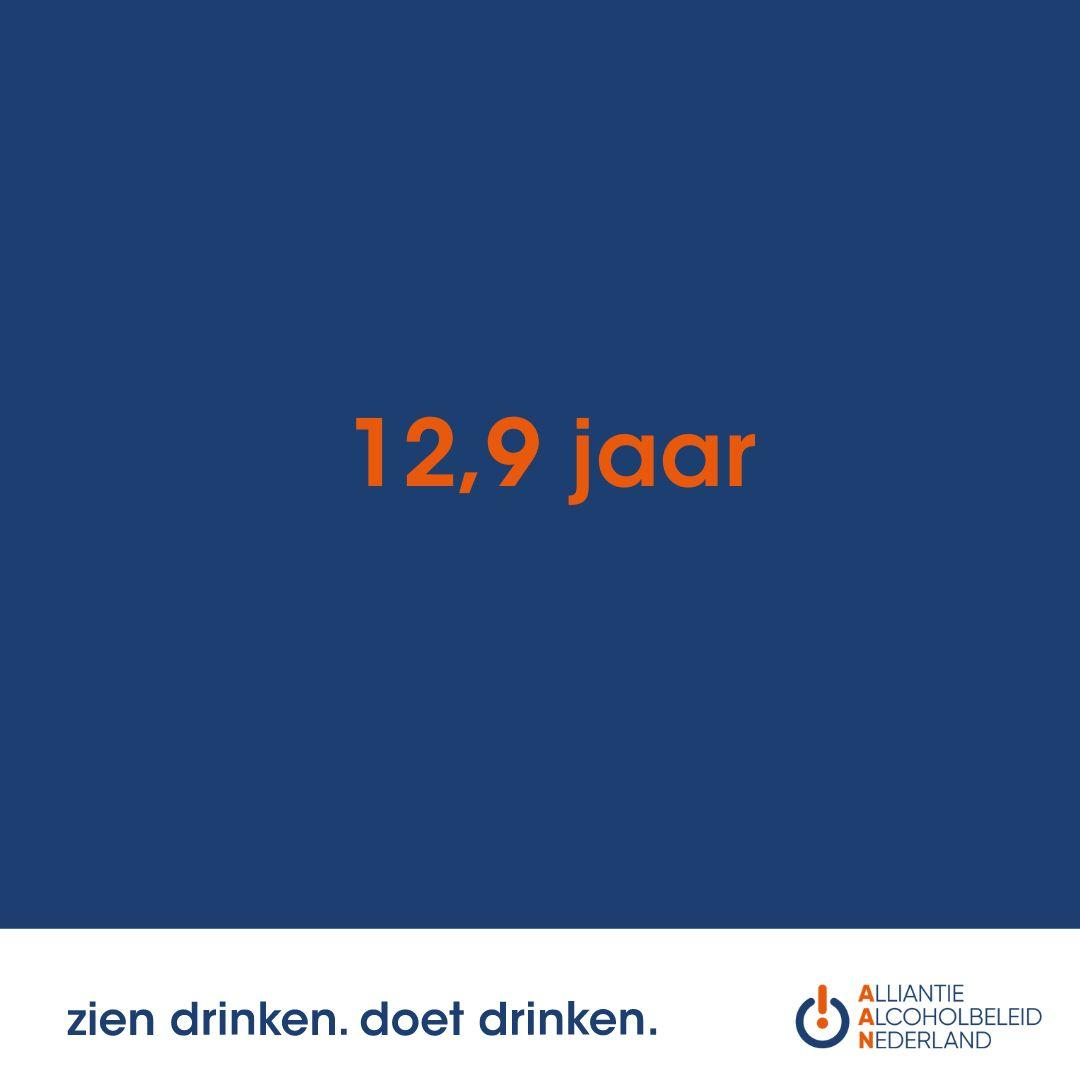 12,9 jaar
zien drinken. doet drinken.
ALLIANTIE
ALCOHOLBELEID
NEDERLAND